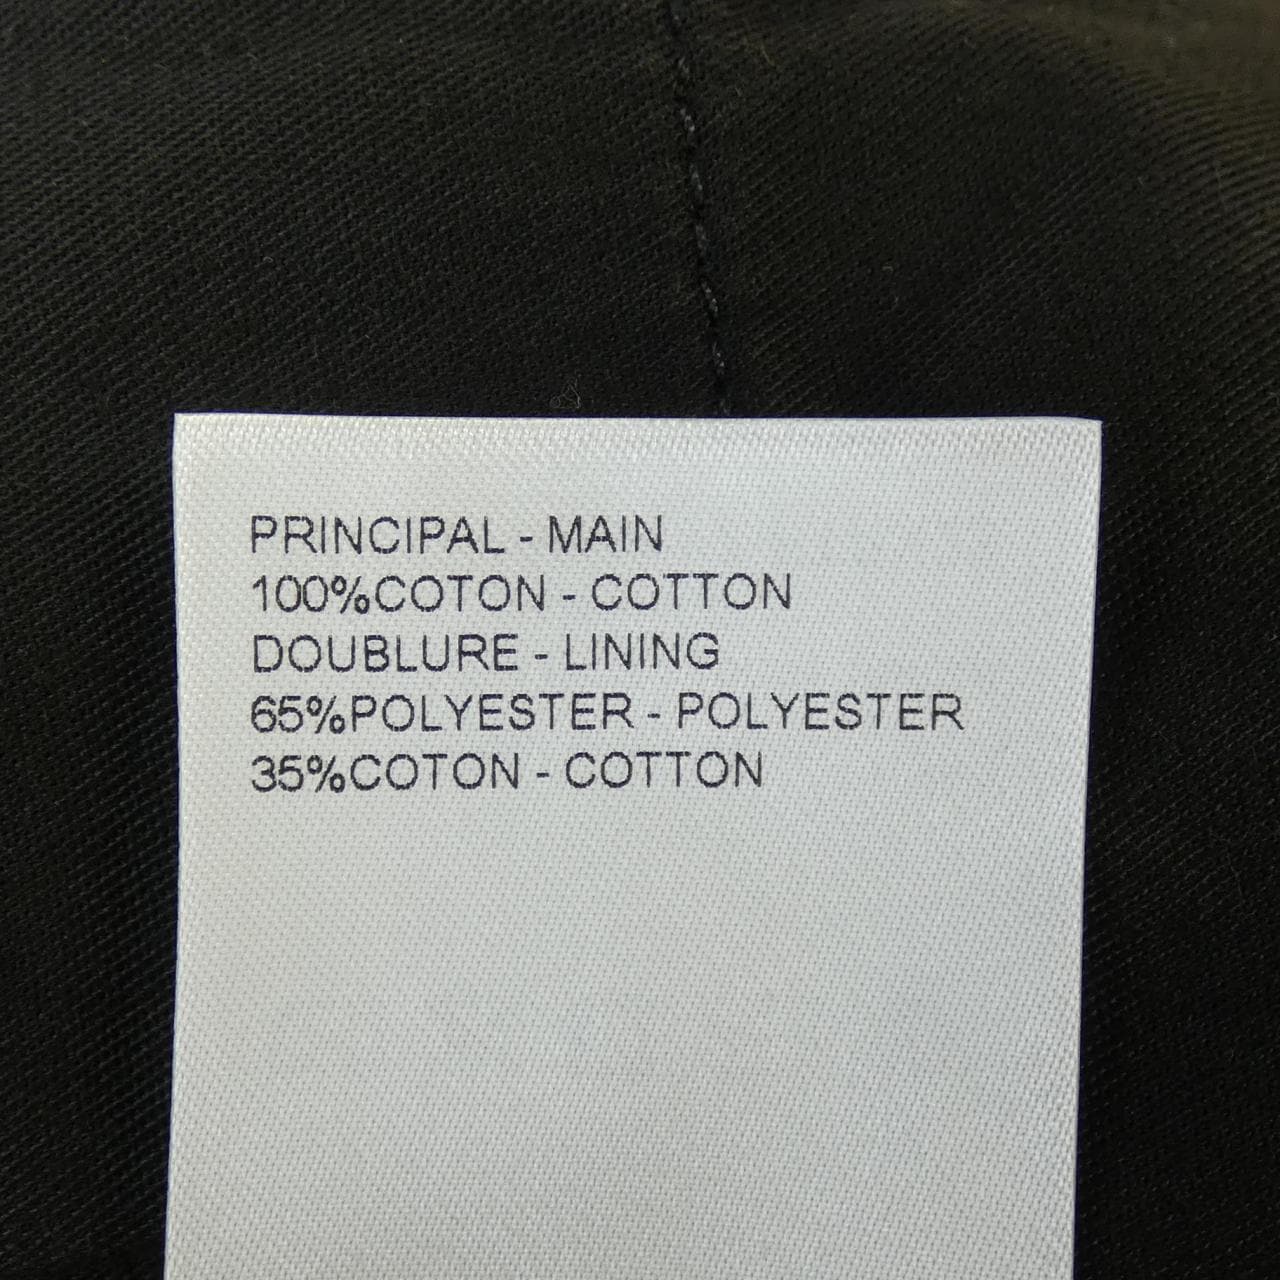 PRINCIPAL - MAIN
100%COTON - COTTON
DOUBLURE - LINING
65%POLYESTER - POLYESTER
35%COTON - COTTON